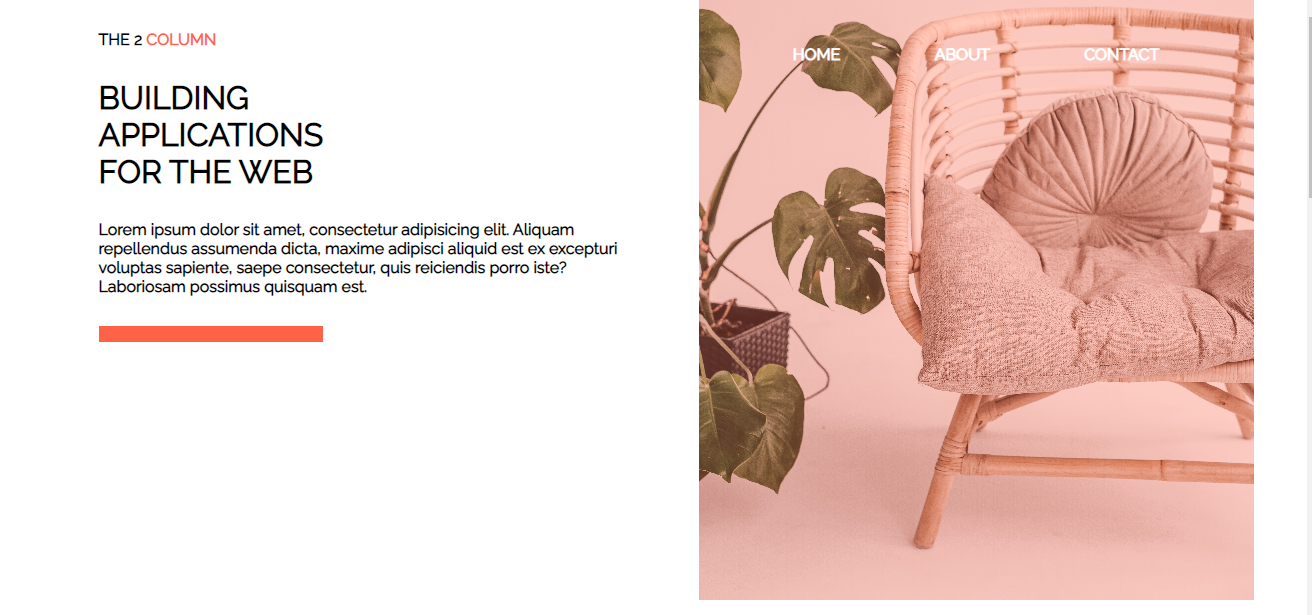 THE 2 COLUMN
HOME ABOUT CONTACT
BUILDING
APPLICATIONS
FOR THE WEB
Lorem ipsum dolor sit amet, consectetur adipisicing elit. Aliquam
repellendus assumenda dicta, maxime adipisci aliquid est ex excepturi
voluptas sapiente, saepe consectetur, quis reiciendis porro iste?
Laboriosam possimus quisquam est.